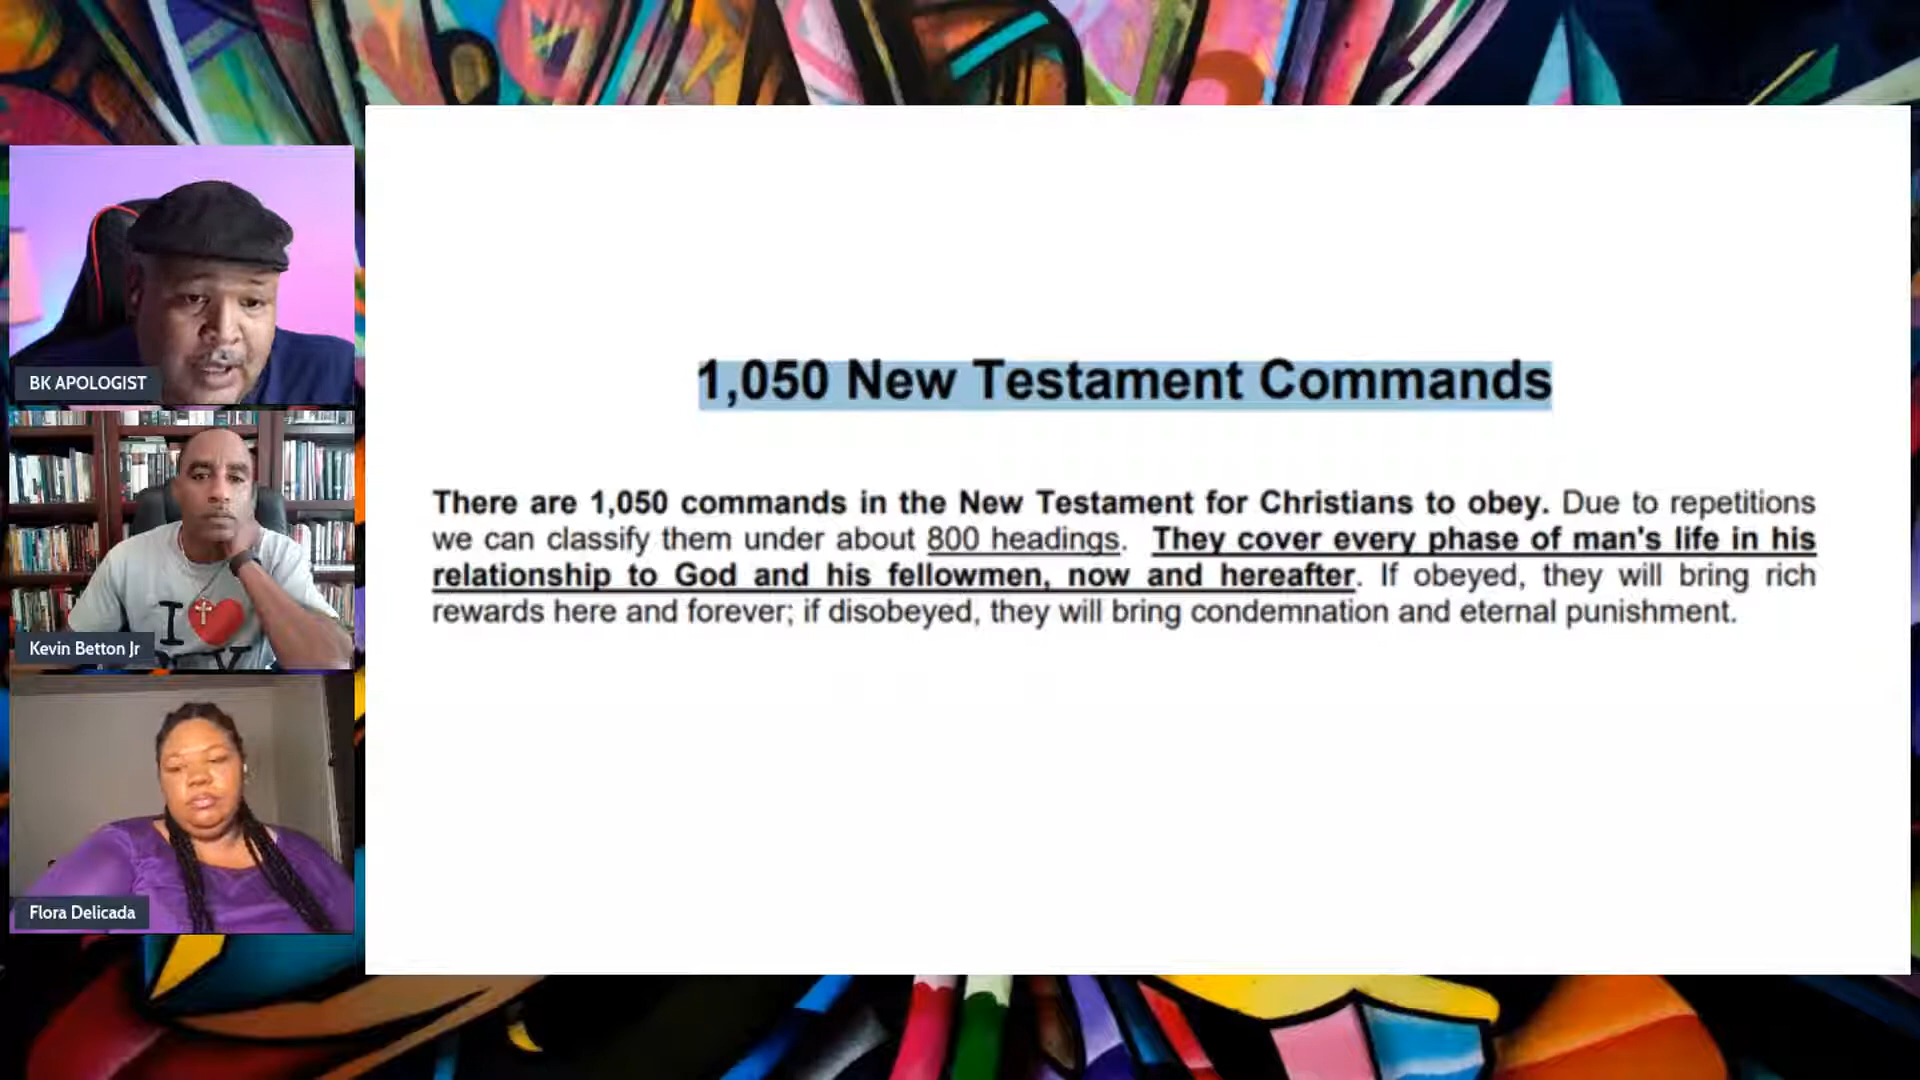 BK APOLOGIST
Kevin Betton Jr
I
Flora Delicada
1,050 New Testament Commands
There are 1,050 commands in the New Testament for Christians to obey. Due to repetitions
we can classify them under about 800 headings. They cover every phase of man's life in his
relationship to God and his fellowmen, now and hereafter. If obeyed, they will bring rich
rewards here and forever; if disobeyed, they will bring condemnation and eternal punishment.